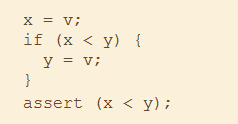 x = v;
if (x < y) {
  y = v;
}
assert (x < y);